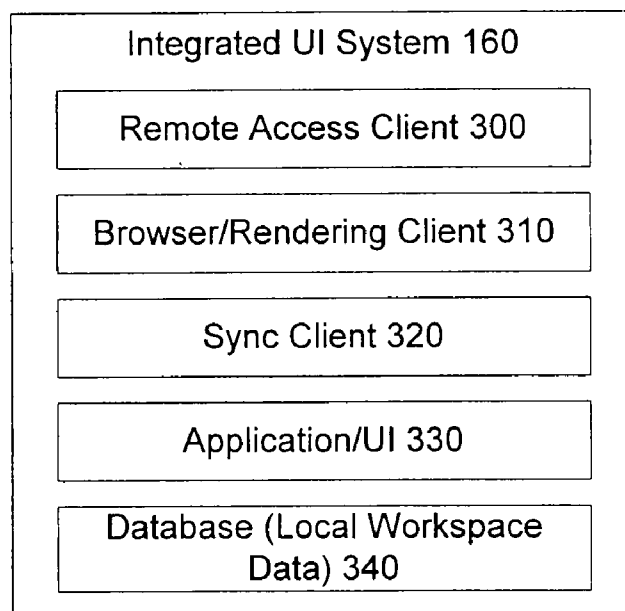 Integrated UI System 160
Remote Access Client 300
Browser/Rendering Client 310
Sync Client 320
Application/UI 330
Database (Local Workspace
Data) 340